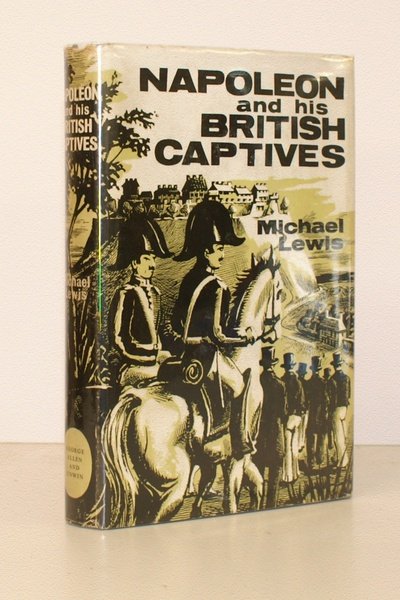 NAPOLEON
and his
BRITISH
CAPTIVES
Michael
Lewis
NAPOLEON
and his
BRITISH
CAPTIVES
Michael
Lewis
GEORGE
ALLEN
AND
UNWIN